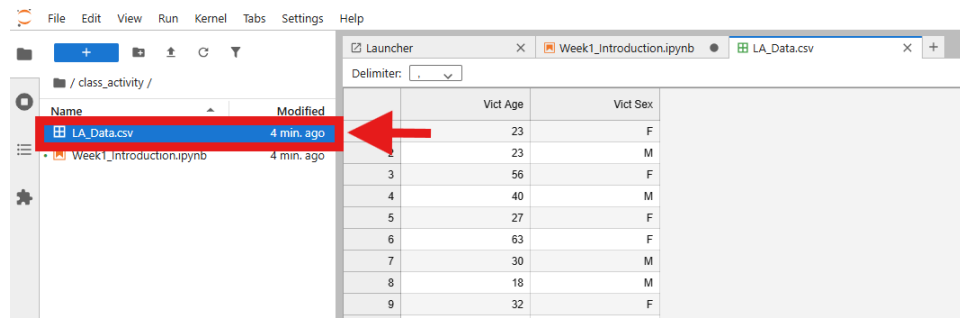 File Edit View Run Kernel Tabs Settings Help
+
/ class_activity /
Name Modified
LA_Data.csv 4 min. ago
Week1_Introduction.ipynb 4 min. ago
Launcher × Week1_Introduction.ipynb ● LA_Data.csv × +
Delimiter: ,
Vict Age Vict Sex
23 F
2 23 M
3 56 F
4 40 M
5 27 F
6 63 F
7 30 M
8 18 M
9 32 F